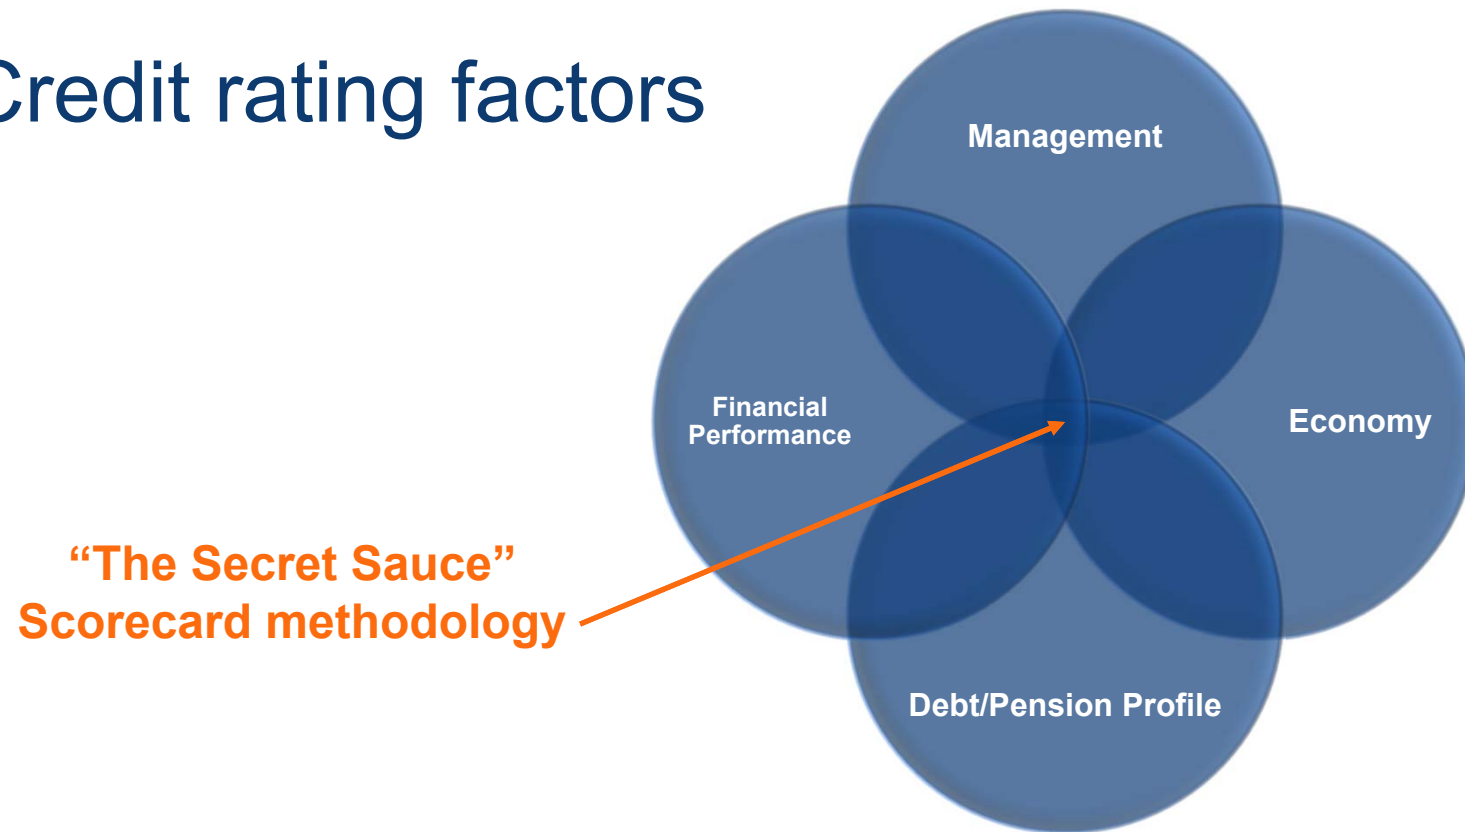 Credit rating factors
Management
Financial
Performance
Economy
“The Secret Sauce”
Scorecard methodology
Debt/Pension Profile